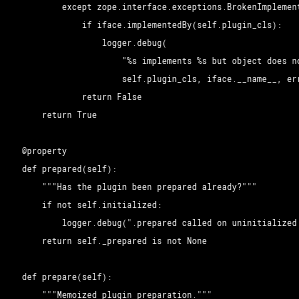 except zope.interface.exceptions.BrokenImplement
if iface.implementedBy(self.plugin_cls):
logger.debug(
"%s implements %s but object does no
self.plugin_cls, iface.__name__, er
return False
return True
@property
def prepared(self):
"""Has the plugin been prepared already?"""
if not self.initialized:
logger.debug(".prepared called on uninitialized
return self._prepared is not None
def prepare(self):
"""Memoized plugin preparation."""